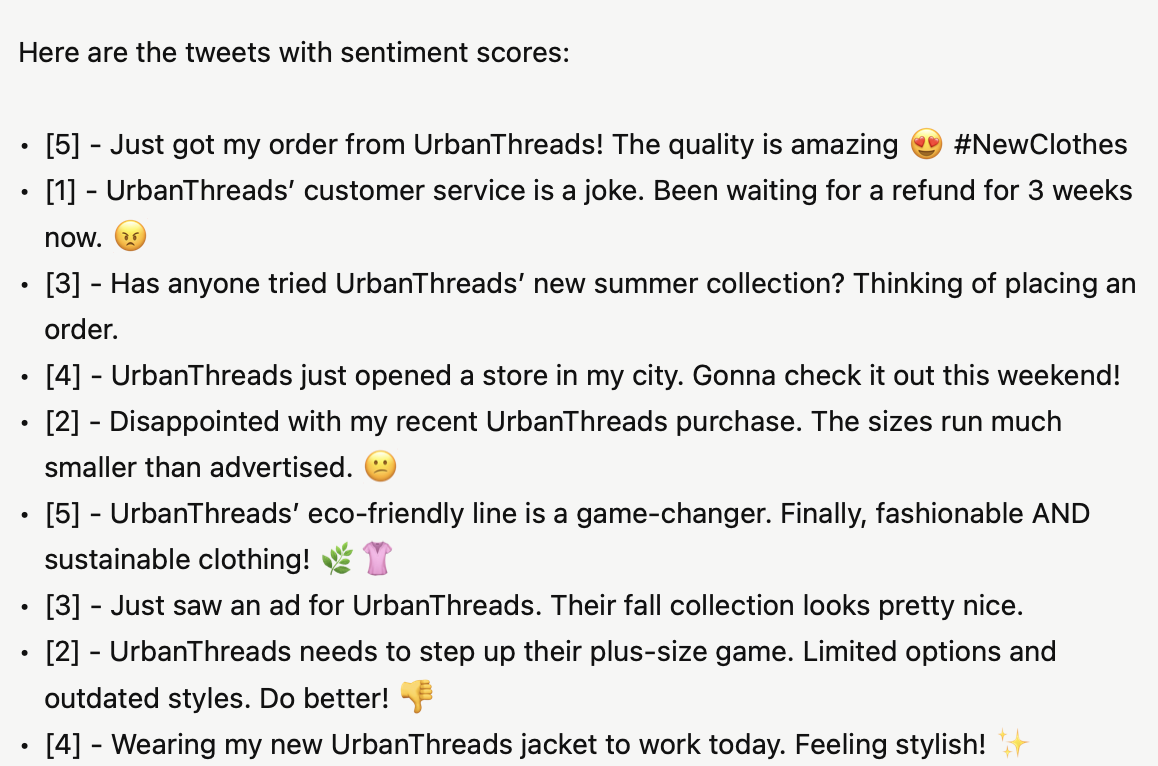 Here are the tweets with sentiment scores:
• [5] - Just got my order from UrbanThreads! The quality is amazing 😍 #NewClothes
• [1] - UrbanThreads’ customer service is a joke. Been waiting for a refund for 3 weeks
now. 😠
• [3] - Has anyone tried UrbanThreads’ new summer collection? Thinking of placing an
order.
• [4] - UrbanThreads just opened a store in my city. Gonna check it out this weekend!
• [2] - Disappointed with my recent UrbanThreads purchase. The sizes run much
smaller than advertised. 😕
• [5] - UrbanThreads’ eco-friendly line is a game-changer. Finally, fashionable AND
sustainable clothing! 🌿👚
• [3] - Just saw an ad for UrbanThreads. Their fall collection looks pretty nice.
• [2] - UrbanThreads needs to step up their plus-size game. Limited options and
outdated styles. Do better! 👎
• [4] - Wearing my new UrbanThreads jacket to work today. Feeling stylish! ✨